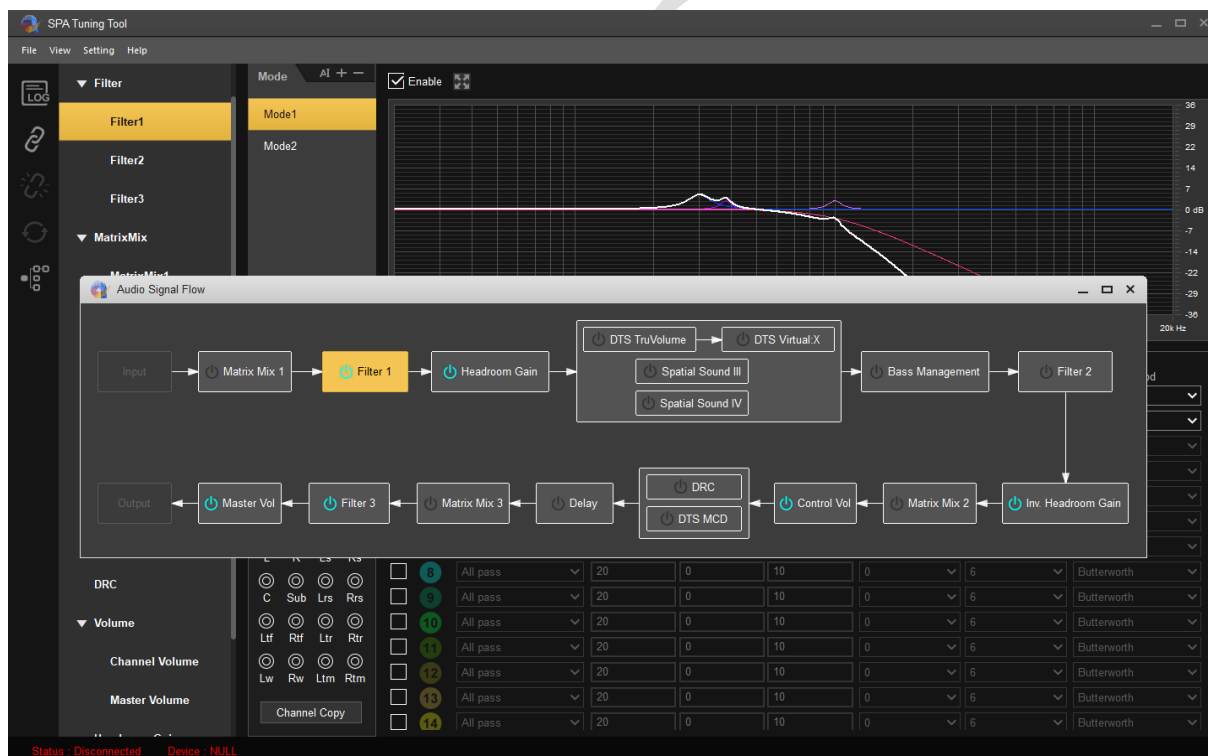 SPA Tuning Tool
File View Setting Help
LOG
Filter
Filter1
Filter2
Filter3
MatrixMix
MatrixMix1
Mode AI + −
Mode1
Mode2
Enable
36
29
22
14
7
0 dB
-7
-14
-22
-29
-36
20k Hz
Audio Signal Flow
Input
Matrix Mix 1
Filter 1
Headroom Gain
DTS TruVolume
DTS Virtual:X
Spatial Sound III
Spatial Sound IV
Bass Management
Filter 2
Output
Master Vol
Filter 3
Matrix Mix 3
Delay
DRC
DTS MCD
Control Vol
Matrix Mix 2
Inv. Headroom Gain
DRC
Volume
Channel Volume
Master Volume
L R Ls Rs
C Sub Lrs Rrs
Ltf Rtf Ltr Rtr
Lw Rw Ltm Rtm
Channel Copy
8 All pass 20 0 10 0 6 Butterworth
9 All pass 20 0 10 0 6 Butterworth
10 All pass 20 0 10 0 6 Butterworth
11 All pass 20 0 10 0 6 Butterworth
12 All pass 20 0 10 0 6 Butterworth
13 All pass 20 0 10 0 6 Butterworth
14 All pass 20 0 10 0 6 Butterworth
Status : Disconnected Device : NULL